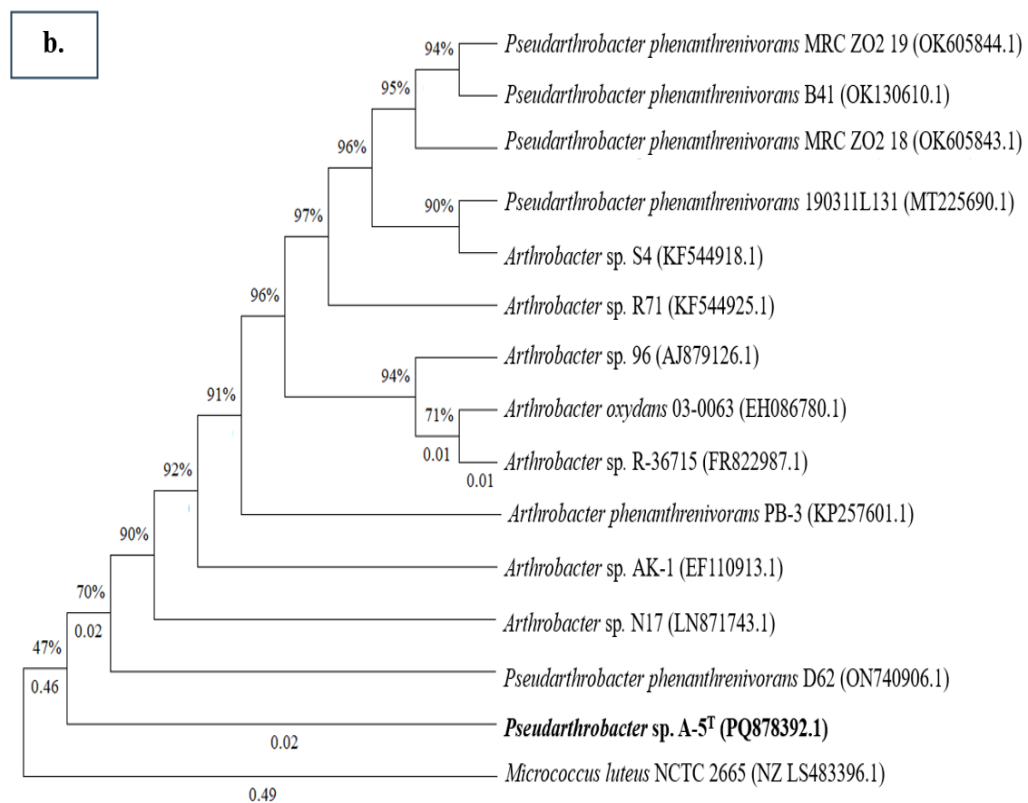 b.
94%
Pseudarthrobacter phenanthrenivorans MRC ZO2 19 (OK605844.1)
95%
Pseudarthrobacter phenanthrenivorans B41 (OK130610.1)
96%
Pseudarthrobacter phenanthrenivorans MRC ZO2 18 (OK605843.1)
97%
90%
Pseudarthrobacter phenanthrenivorans 190311L131 (MT225690.1)
Arthrobacter sp. S4 (KF544918.1)
96%
Arthrobacter sp. R71 (KF544925.1)
94%
Arthrobacter sp. 96 (AJ879126.1)
91%
71%
Arthrobacter oxydans 03-0063 (EH086780.1)
0.01
Arthrobacter sp. R-36715 (FR822987.1)
0.01
92%
Arthrobacter phenanthrenivorans PB-3 (KP257601.1)
90%
Arthrobacter sp. AK-1 (EF110913.1)
70%
0.02
Arthrobacter sp. N17 (LN871743.1)
47%
0.46
Pseudarthrobacter phenanthrenivorans D62 (ON740906.1)
Pseudarthrobacter sp. A-5ᵀ (PQ878392.1)
0.02
Micrococcus luteus NCTC 2665 (NZ LS483396.1)
0.49